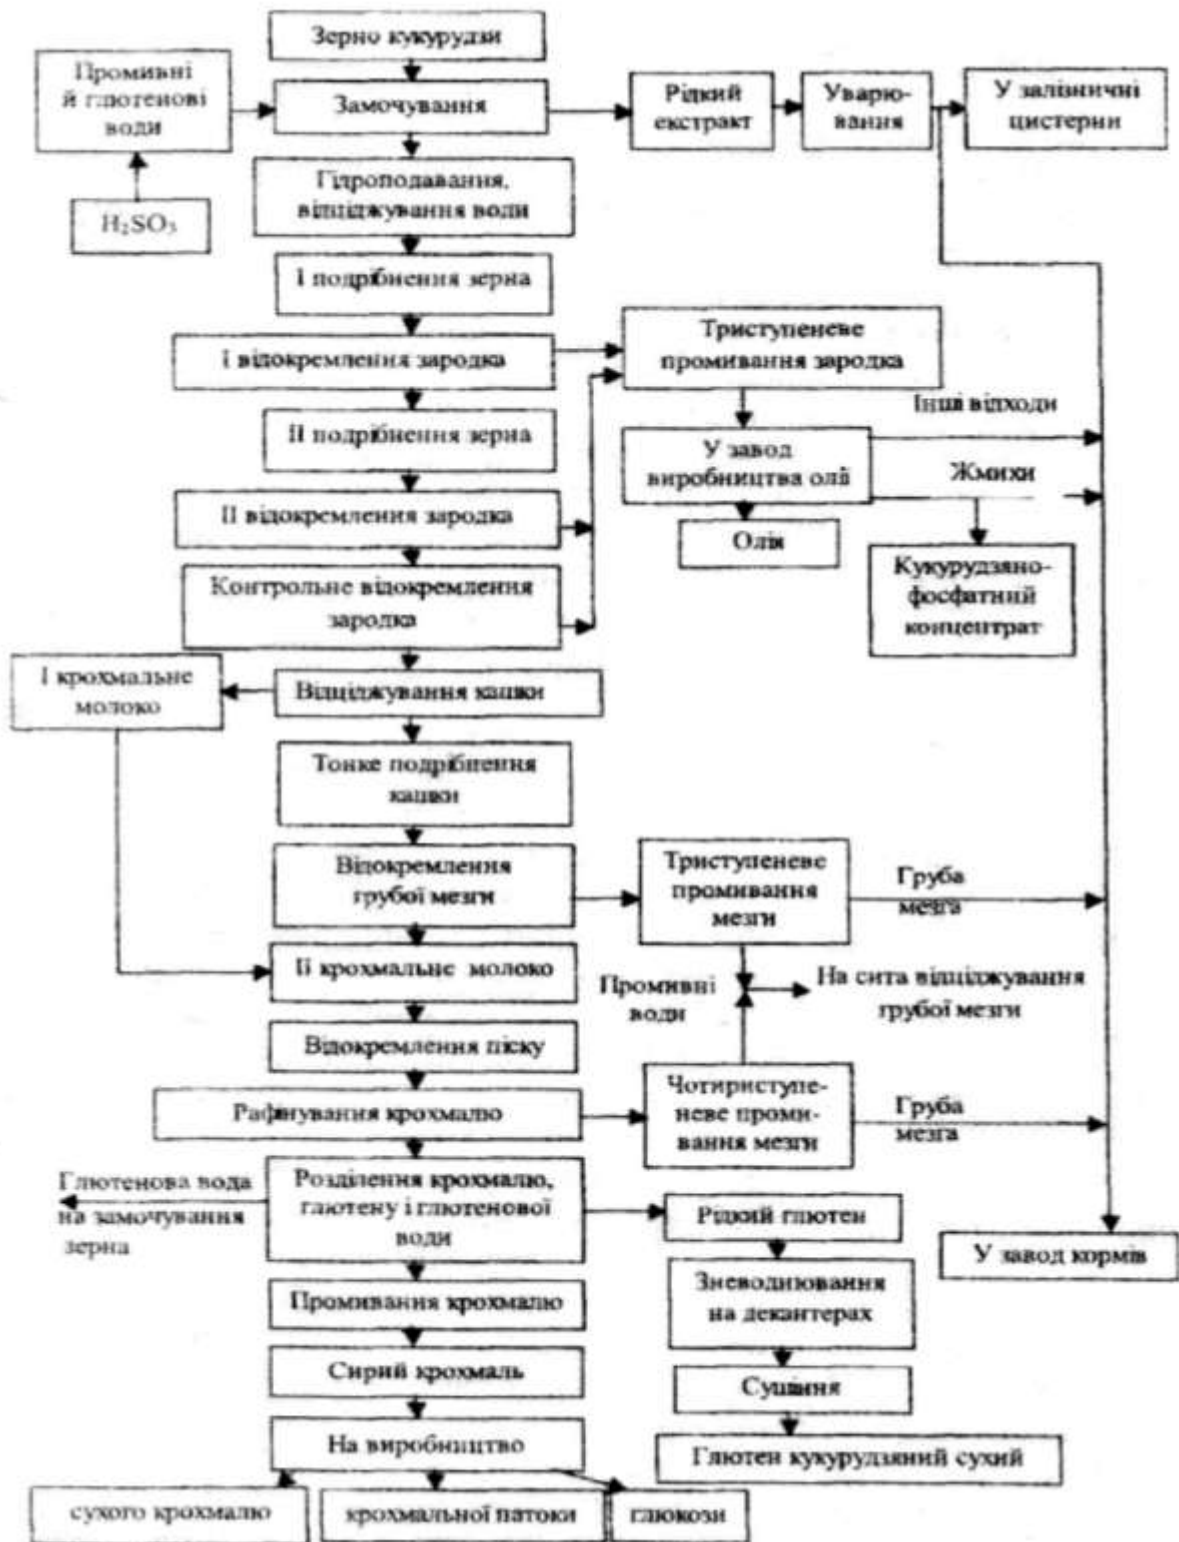 Зерно кукурудзи
Промивні
й глютенові
води
Замочування
Рідкий
екстракт
Уварю-
вання
У залізничні
цистерни
H₂SO₃
Гідроподавання,
відціджування води
І подрібнення зерна
І відокремлення зародка
Триступеневе
промивання зародка
Інші відходи
ІІ подрібнення зерна
У завод
виробництва олії
Жмихи
ІІ відокремлення зародка
Олія
Кукурудзяно-
фосфатний
концентрат
Контрольне відокремлення
зародка
І крохмальне
молоко
Відціджування кашки
Тонке подрібнення
кашки
Відокремлення
грубої мезги
Триступеневе
промивання
мезги
Груба
мезга
ІІ крохмальне молоко
Промивні
води
На сита відціджування
грубої мезги
Відокремлення піску
Рафінування крохмалю
Чотириступе-
неве проми-
вання мезги
Груба
мезга
Глютенова вода
на замочування
зерна
Розділення крохмалю,
глютену і глютенової
води
Рідкий глютен
У завод кормів
Промивання крохмалю
Зневоднювання
на декантерах
Сирий крохмаль
Сушіння
На виробництво
Глютен кукурудзяний сухий
сухого крохмалю
крохмальної патоки
глюкози